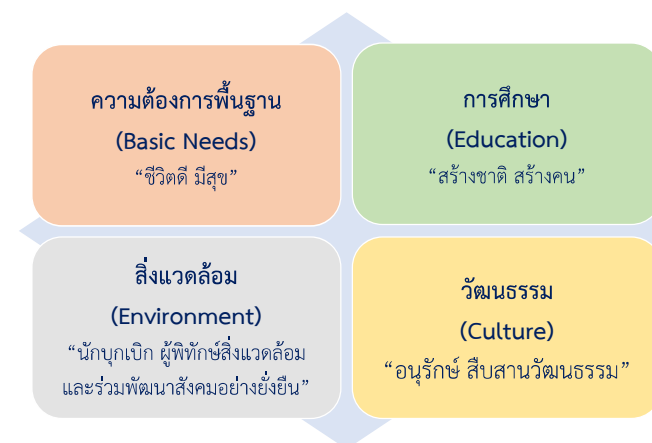 ความต้องการพื้นฐาน
(Basic Needs)
“ชีวิตดี มีสุข”
การศึกษา
(Education)
“สร้างชาติ สร้างคน”
สิ่งแวดล้อม
(Environment)
“นักบุกเบิก ผู้พิทักษ์สิ่งแวดล้อม
และร่วมพัฒนาสังคมอย่างยั่งยืน”
วัฒนธรรม
(Culture)
“อนุรักษ์ สืบสานวัฒนธรรม”